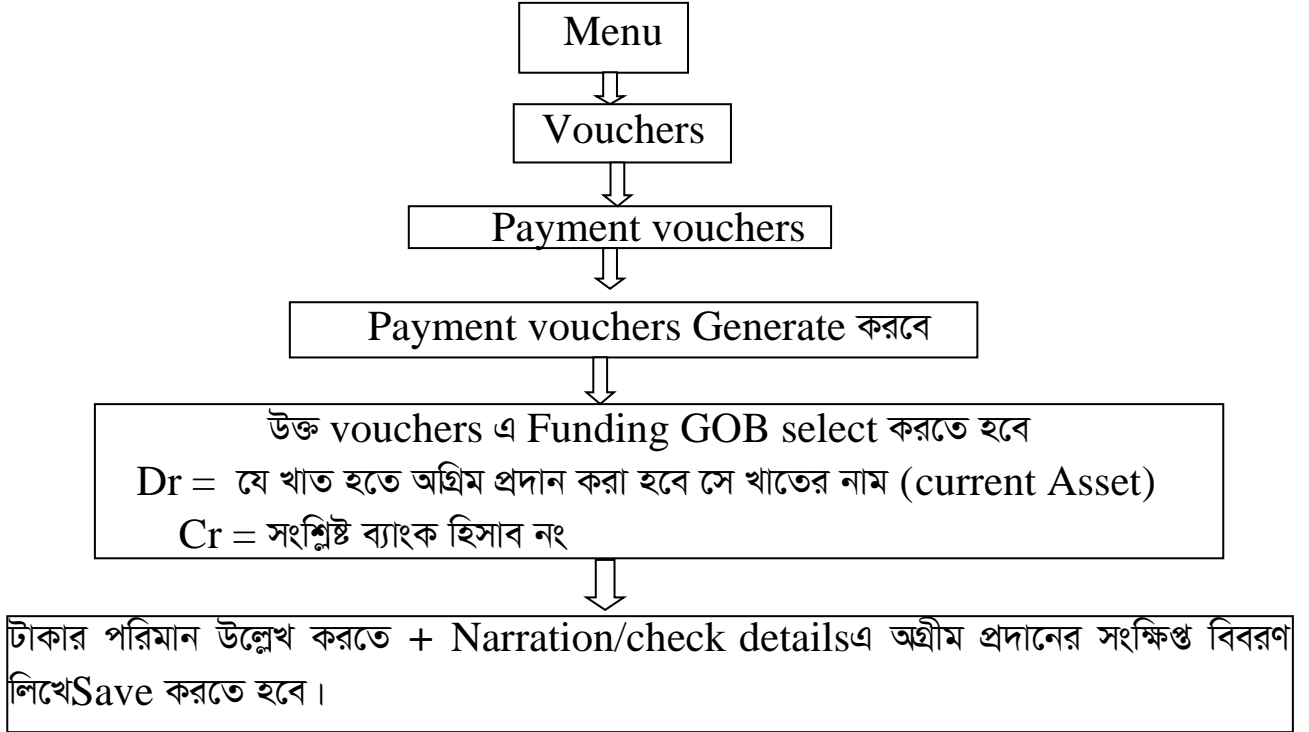 Menu
Vouchers
Payment vouchers
Payment vouchers Generate করবে
উক্ত vouchers এ Funding GOB select করতে হবে
Dr = যে খাত হতে অগ্রিম প্রদান করা হবে সে খাতের নাম (current Asset)
Cr = সংশ্লিষ্ট ব্যাংক হিসাব নং
টাকার পরিমান উল্লেখ করতে + Narration/check detailsএ অগ্রীম প্রদানের সংক্ষিপ্ত বিবরণ
লিখেSave করতে হবে।